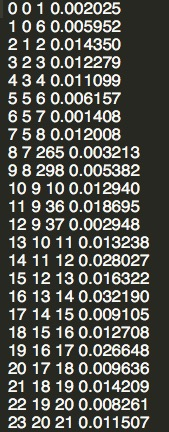 0 0 1 0.002025
1 0 6 0.005952
2 1 2 0.014350
3 2 3 0.012279
4 3 4 0.011099
5 5 6 0.006157
6 5 7 0.001408
7 5 8 0.012008
8 7 265 0.003213
9 8 298 0.005382
10 9 10 0.012940
11 9 36 0.018695
12 9 37 0.002948
13 10 11 0.013238
14 11 12 0.028027
15 12 13 0.016322
16 13 14 0.032190
17 14 15 0.009105
18 15 16 0.012708
19 16 17 0.026648
20 17 18 0.009636
21 18 19 0.014209
22 19 20 0.008261
23 20 21 0.011507